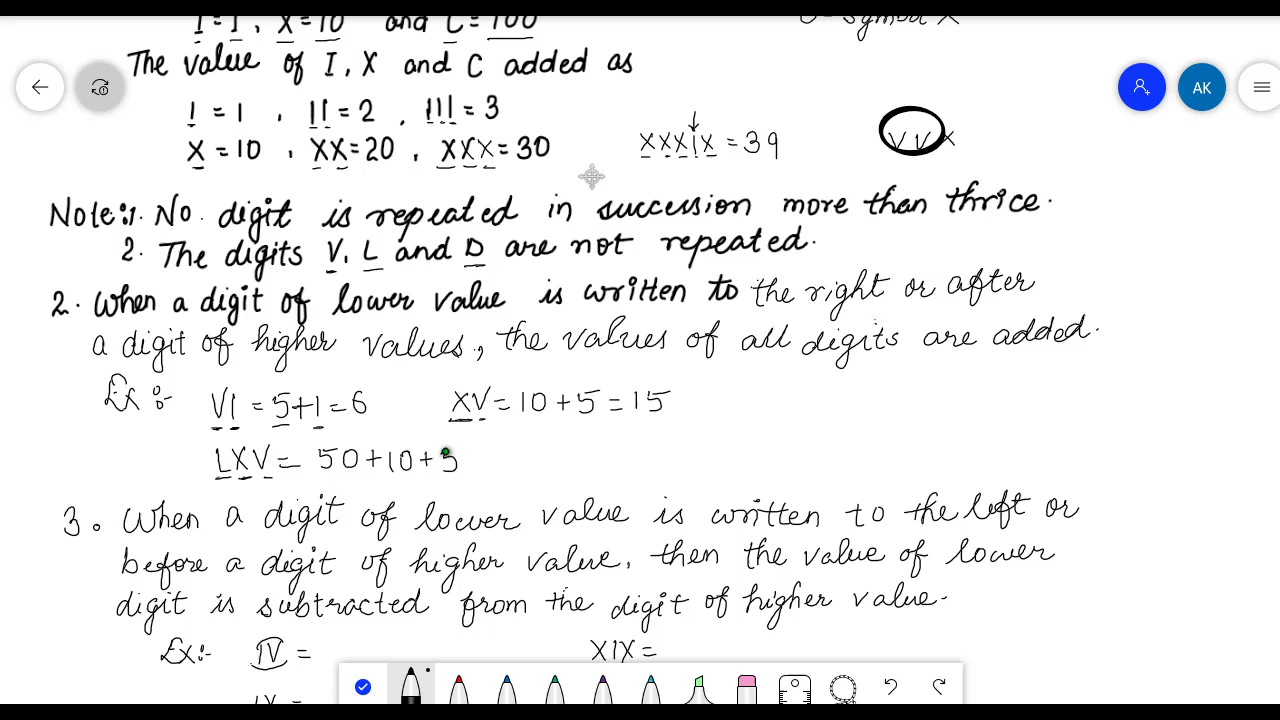 I = I, X = 10 and C = 100
The value of I, X and C added as
I = 1 , II = 2 , III = 3
X = 10 , XX = 20 , XXX = 30
XXXIX = 39
V V X
AK
Note:1. No digit is repeated in succession more than thrice.
2. The digits V, L and D are not repeated.
2. When a digit of lower value is written to the right or after
a digit of higher values, the values of all digits are added.
Ex :- VI = 5+1 = 6 XV = 10 + 5 = 15
LXV = 50 + 10 + 5
3. When a digit of lower value is written to the left or
before a digit of higher value, then the value of lower
digit is subtracted from the digit of higher value.
Ex:- IV = XIX =
IX =